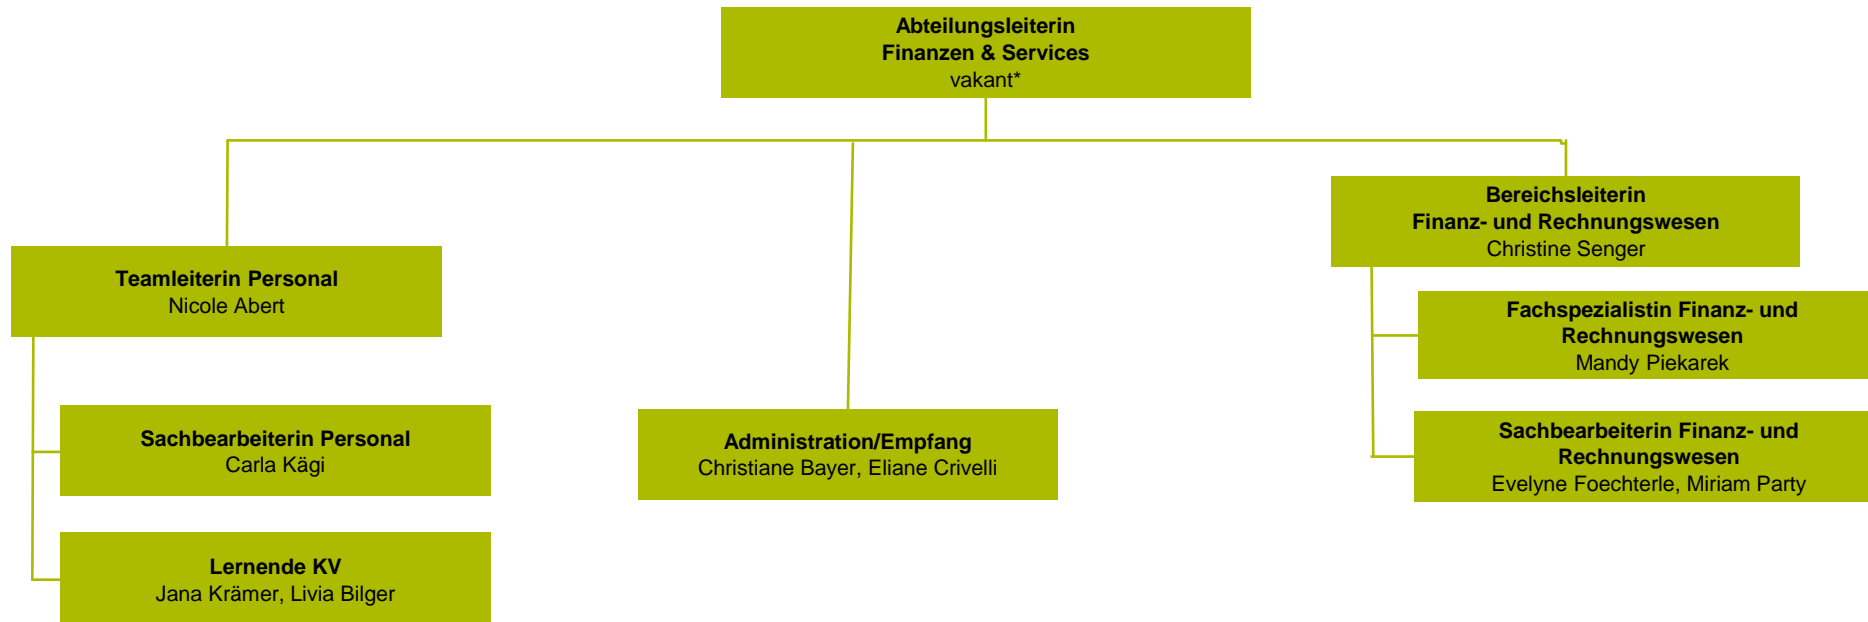 Abteilungsleiterin
Finanzen & Services
vakant*
Teamleiterin Personal
Nicole Abert
Sachbearbeiterin Personal
Carla Kägi
Lernende KV
Jana Krämer, Livia Bilger
Administration/Empfang
Christiane Bayer, Eliane Crivelli
Bereichsleiterin
Finanz- und Rechnungswesen
Christine Senger
Fachspezialistin Finanz- und
Rechnungswesen
Mandy Piekarek
Sachbearbeiterin Finanz- und
Rechnungswesen
Evelyne Foechterle, Miriam Party